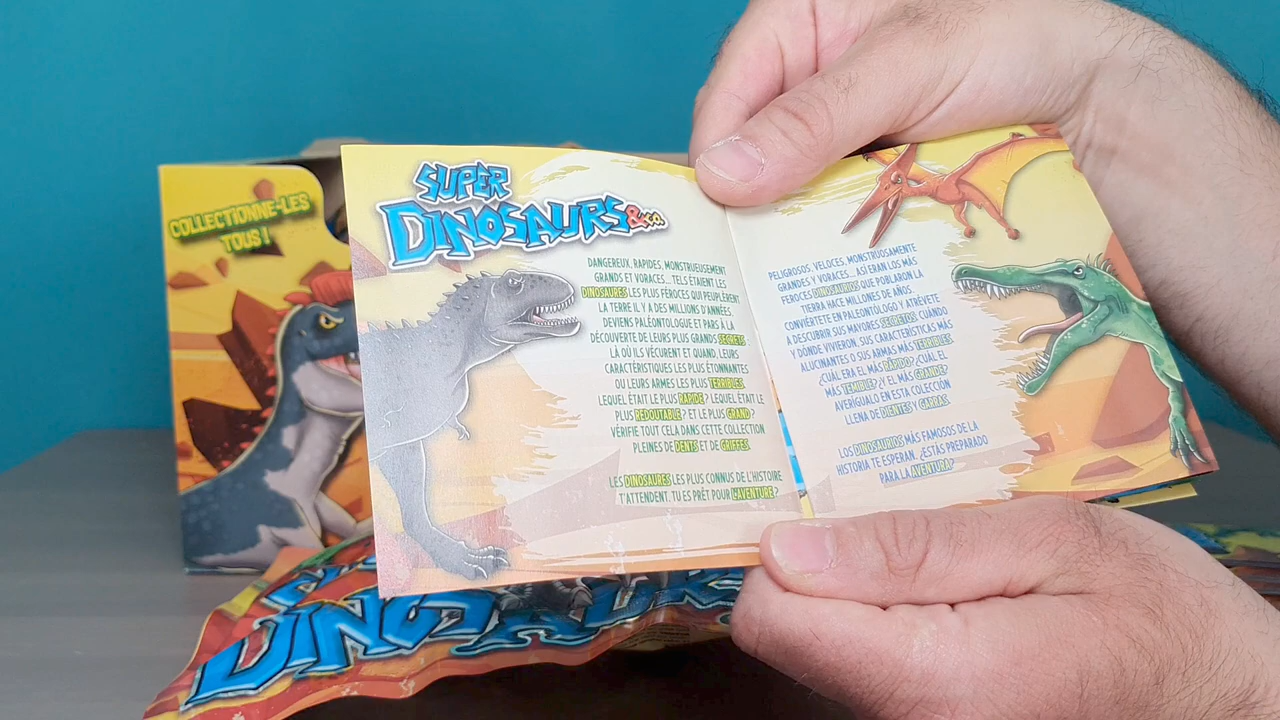 COLLECTIONNE-LES
TOUS !
SUPER
DINOSAURS &CO.
DANGEREUX, RAPIDES, MONSTRUEUSEMENT
GRANDS ET VORACES... TELS ÉTAIENT LES
DINOSAURES LES PLUS FÉROCES QUI PEUPLÈRENT
LA TERRE IL Y A DES MILLIONS D'ANNÉES.
DEVIENS PALÉONTOLOGUE ET PARS À LA
DÉCOUVERTE DE LEURS PLUS GRANDS SECRETS
LÀ OÙ ILS VÉCURENT ET QUAND, LEURS
CARACTÉRISTIQUES LES PLUS ÉTONNANTES
OU LEURS ARMES LES PLUS TERRIBLES.
LEQUEL ÉTAIT LE PLUS RAPIDE ? LEQUEL ÉTAIT LE
PLUS REDOUTABLE ? ET LE PLUS GRAND ?
VÉRIFIE TOUT CELA DANS CETTE COLLECTION
PLEINES DE DENTS ET DE GRIFFES.
LES DINOSAURES LES PLUS CONNUS DE L'HISTOIRE
T'ATTENDENT. TU ES PRÊT POUR L'AVENTURE ?
PELIGROSOS, VELOCES, MONSTRUOSAMENTE
GRANDES Y VORACES... ASÍ ERAN LOS MÁS
FEROCES DINOSAURIOS QUE POBLARON LA
TIERRA HACE MILLONES DE AÑOS.
CONVIÉRTETE EN PALEONTÓLOGO Y ATRÉVETE
A DESCUBRIR SUS MAYORES SECRETOS: CUÁNDO
Y DÓNDE VIVIERON, SUS CARACTERÍSTICAS MÁS
ALUCINANTES O SUS ARMAS MÁS TERRIBLES.
¿CUÁL ERA EL MÁS RÁPIDO? ¿CUÁL EL
MÁS TEMIBLE? ¿Y EL MÁS GRANDE?
AVERÍGUALO EN ESTA COLECCIÓN
LLENA DE DIENTES Y GARRAS.
LOS DINOSAURIOS MÁS FAMOSOS DE LA
HISTORIA TE ESPERAN. ¿ESTÁS PREPARADO
PARA LA AVENTURA?
DINOSAUR